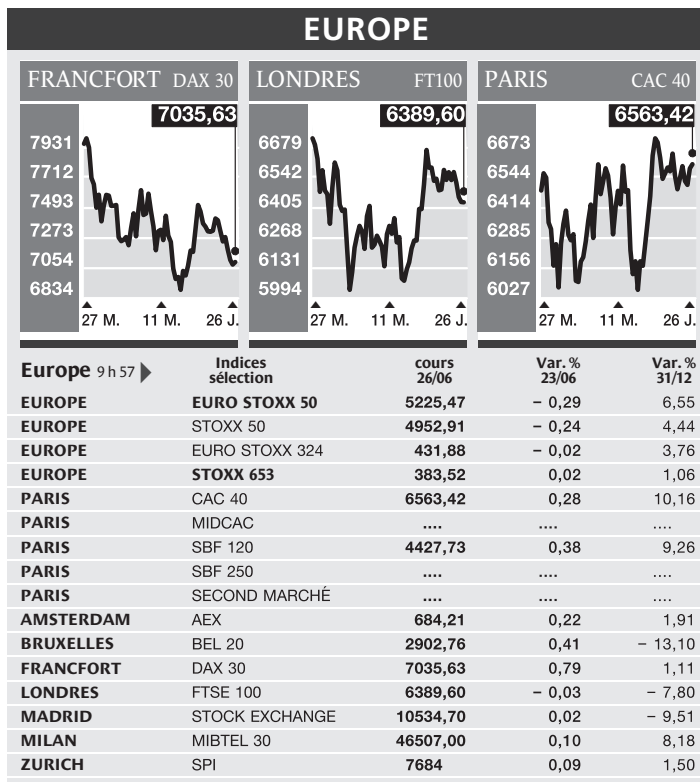 EUROPE
FRANCFORT DAX 30
7035,63
7931
7712
7493
7273
7054
6834
27 M. 11 M. 26 J.
LONDRES FT100
6389,60
6679
6542
6405
6268
6131
5994
27 M. 11 M. 26 J.
PARIS CAC 40
6563,42
6673
6544
6414
6285
6156
6027
27 M. 11 M. 26 J.
Europe 9 h 57 Indices sélection cours 26/06 Var. % 23/06 Var. % 31/12
EUROPE EURO STOXX 50 5225,47 – 0,29 6,55
EUROPE STOXX 50 4952,91 – 0,24 4,44
EUROPE EURO STOXX 324 431,88 – 0,02 3,76
EUROPE STOXX 653 383,52 0,02 1,06
PARIS CAC 40 6563,42 0,28 10,16
PARIS MIDCAC .... .... ....
PARIS SBF 120 4427,73 0,38 9,26
PARIS SBF 250 .... .... ....
PARIS SECOND MARCHÉ .... .... ....
AMSTERDAM AEX 684,21 0,22 1,91
BRUXELLES BEL 20 2902,76 0,41 – 13,10
FRANCFORT DAX 30 7035,63 0,79 1,11
LONDRES FTSE 100 6389,60 – 0,03 – 7,80
MADRID STOCK EXCHANGE 10534,70 0,02 – 9,51
MILAN MIBTEL 30 46507,00 0,10 8,18
ZURICH SPI 7684 0,09 1,50